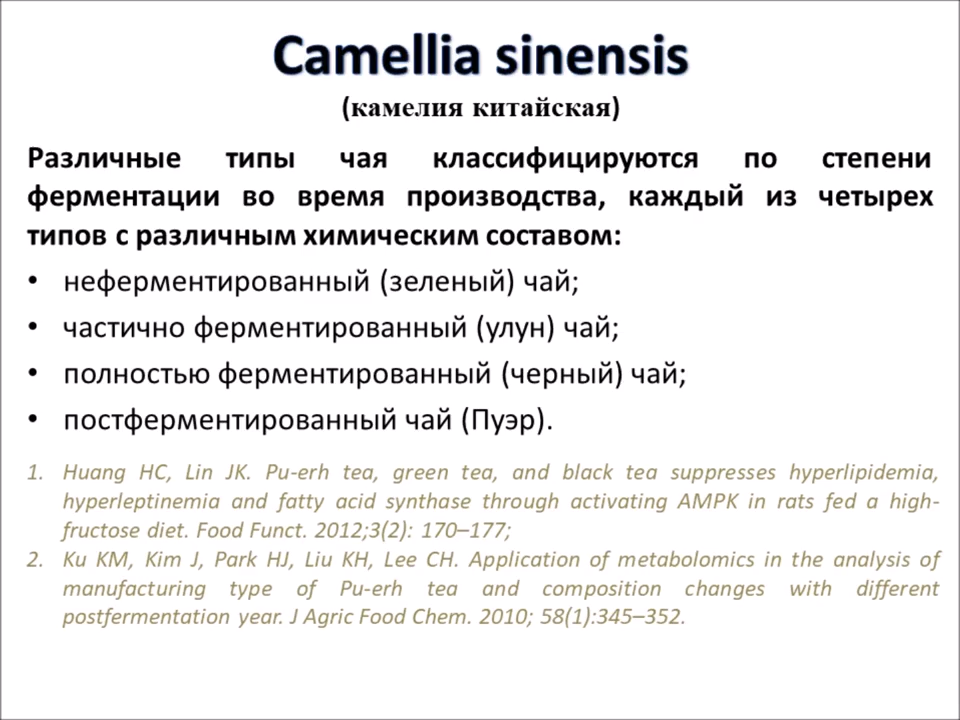 Camellia sinensis
(камелия китайская)
Различные типы чая классифицируются по степени
ферментации во время производства, каждый из четырех
типов с различным химическим составом:
• неферментированный (зеленый) чай;
• частично ферментированный (улун) чай;
• полностью ферментированный (черный) чай;
• постферментированный чай (Пуэр).
1. Huang HC, Lin JK. Pu-erh tea, green tea, and black tea suppresses hyperlipidemia,
hyperleptinemia and fatty acid synthase through activating AMPK in rats fed a high-
fructose diet. Food Funct. 2012;3(2): 170–177;
2. Ku KM, Kim J, Park HJ, Liu KH, Lee CH. Application of metabolomics in the analysis of
manufacturing type of Pu-erh tea and composition changes with different
postfermentation year. J Agric Food Chem. 2010; 58(1):345–352.